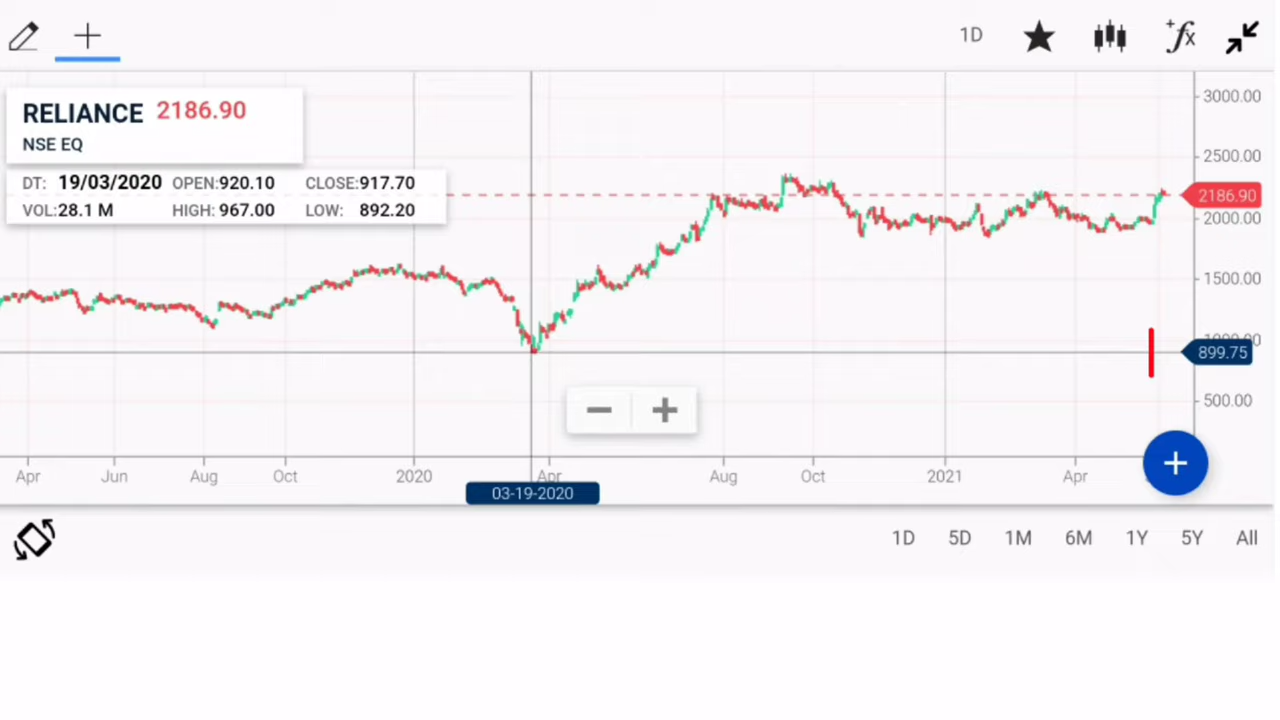 1D
+fx
RELIANCE 2186.90
NSE EQ
DT: 19/03/2020 OPEN:920.10 CLOSE:917.70
VOL:28.1 M HIGH: 967.00 LOW: 892.20
3000.00
2500.00
2186.90
2000.00
1500.00
1000.00
899.75
500.00
Apr Jun Aug Oct 2020 Apr Aug Oct 2021 Apr
03-19-2020
1D 5D 1M 6M 1Y 5Y All